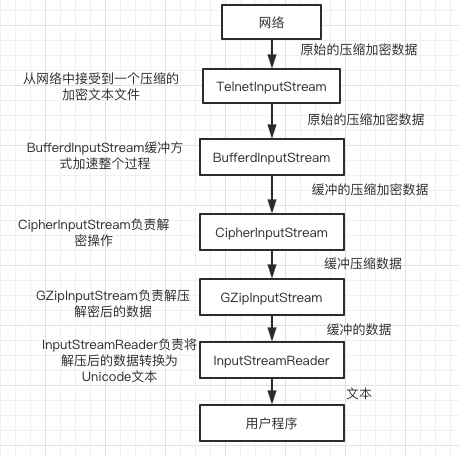 网络
原始的压缩加密数据
从网络中接受到一个压缩的
加密文本文件
TelnetInputStream
原始的压缩加密数据
BufferdInputStream缓冲方
式加速整个过程
BufferdInputStream
缓冲的压缩加密数据
CipherInputStream负责解
密操作
CipherInputStream
缓冲压缩数据
GZipInputStream负责解压
解密后的数据
GZipInputStream
缓冲的数据
InputStreamReader负责将
解压后的数据转换为
Unicode文本
InputStreamReader
文本
用户程序